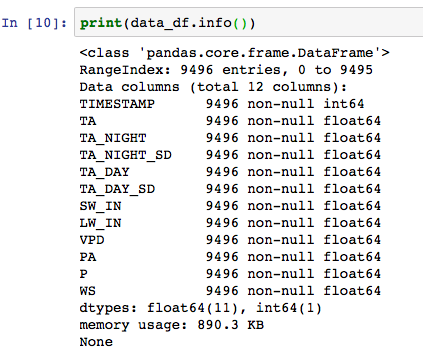 In [10]: print(data_df.info())
<class 'pandas.core.frame.DataFrame'>
RangeIndex: 9496 entries, 0 to 9495
Data columns (total 12 columns):
TIMESTAMP      9496 non-null int64
TA             9496 non-null float64
TA_NIGHT       9496 non-null float64
TA_NIGHT_SD    9496 non-null float64
TA_DAY         9496 non-null float64
TA_DAY_SD      9496 non-null float64
SW_IN          9496 non-null float64
LW_IN          9496 non-null float64
VPD            9496 non-null float64
PA             9496 non-null float64
P              9496 non-null float64
WS             9496 non-null float64
dtypes: float64(11), int64(1)
memory usage: 890.3 KB
None